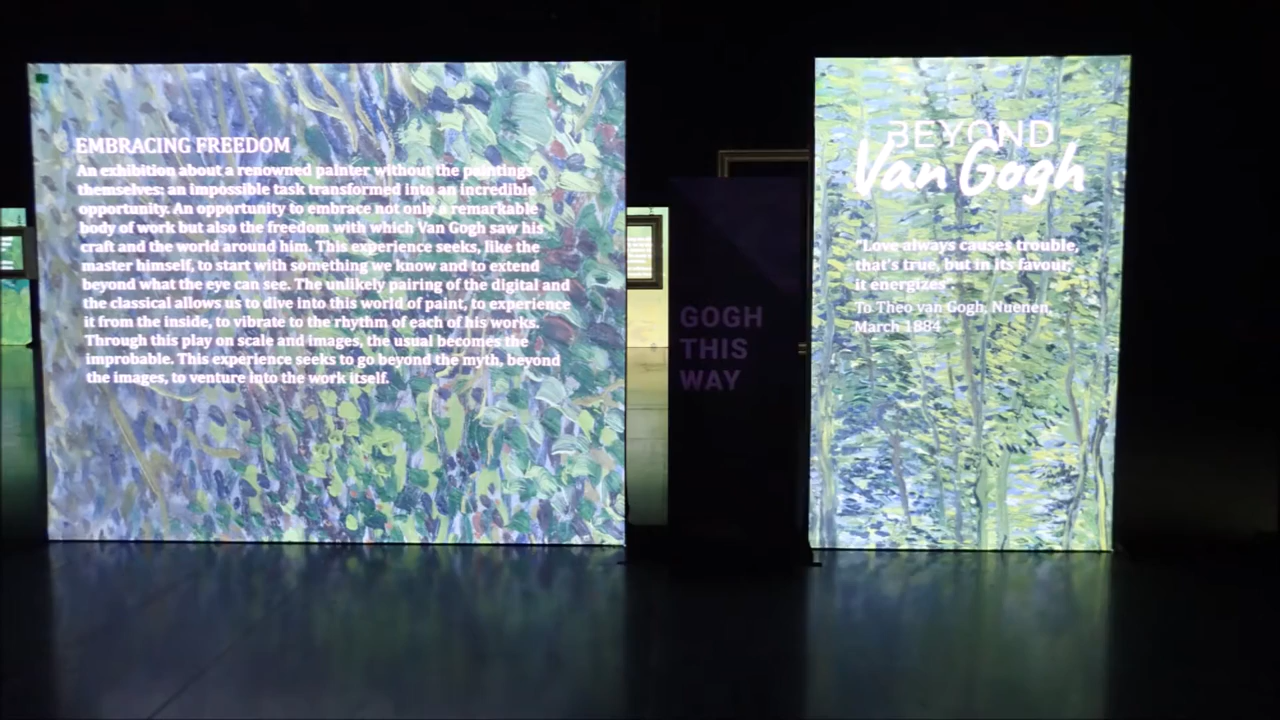 EMBRACING FREEDOM
An exhibition about a renowned painter without the paintings
themselves: an impossible task transformed into an incredible
opportunity. An opportunity to embrace not only a remarkable
body of work but also the freedom with which Van Gogh saw his
craft and the world around him. This experience seeks, like the
master himself, to start with something we know and to extend
beyond what the eye can see. The unlikely pairing of the digital and
the classical allows us to dive into this world of paint, to experience
it from the inside, to vibrate to the rhythm of each of his works.
Through this play on scale and images, the usual becomes the
improbable. This experience seeks to go beyond the myth, beyond
the images, to venture into the work itself.
GOGH
THIS
WAY
BEYOND
Van Gogh
"Love always causes trouble,
that's true, but in its favour,
it energizes".
To Theo van Gogh, Nuenen,
March 1884